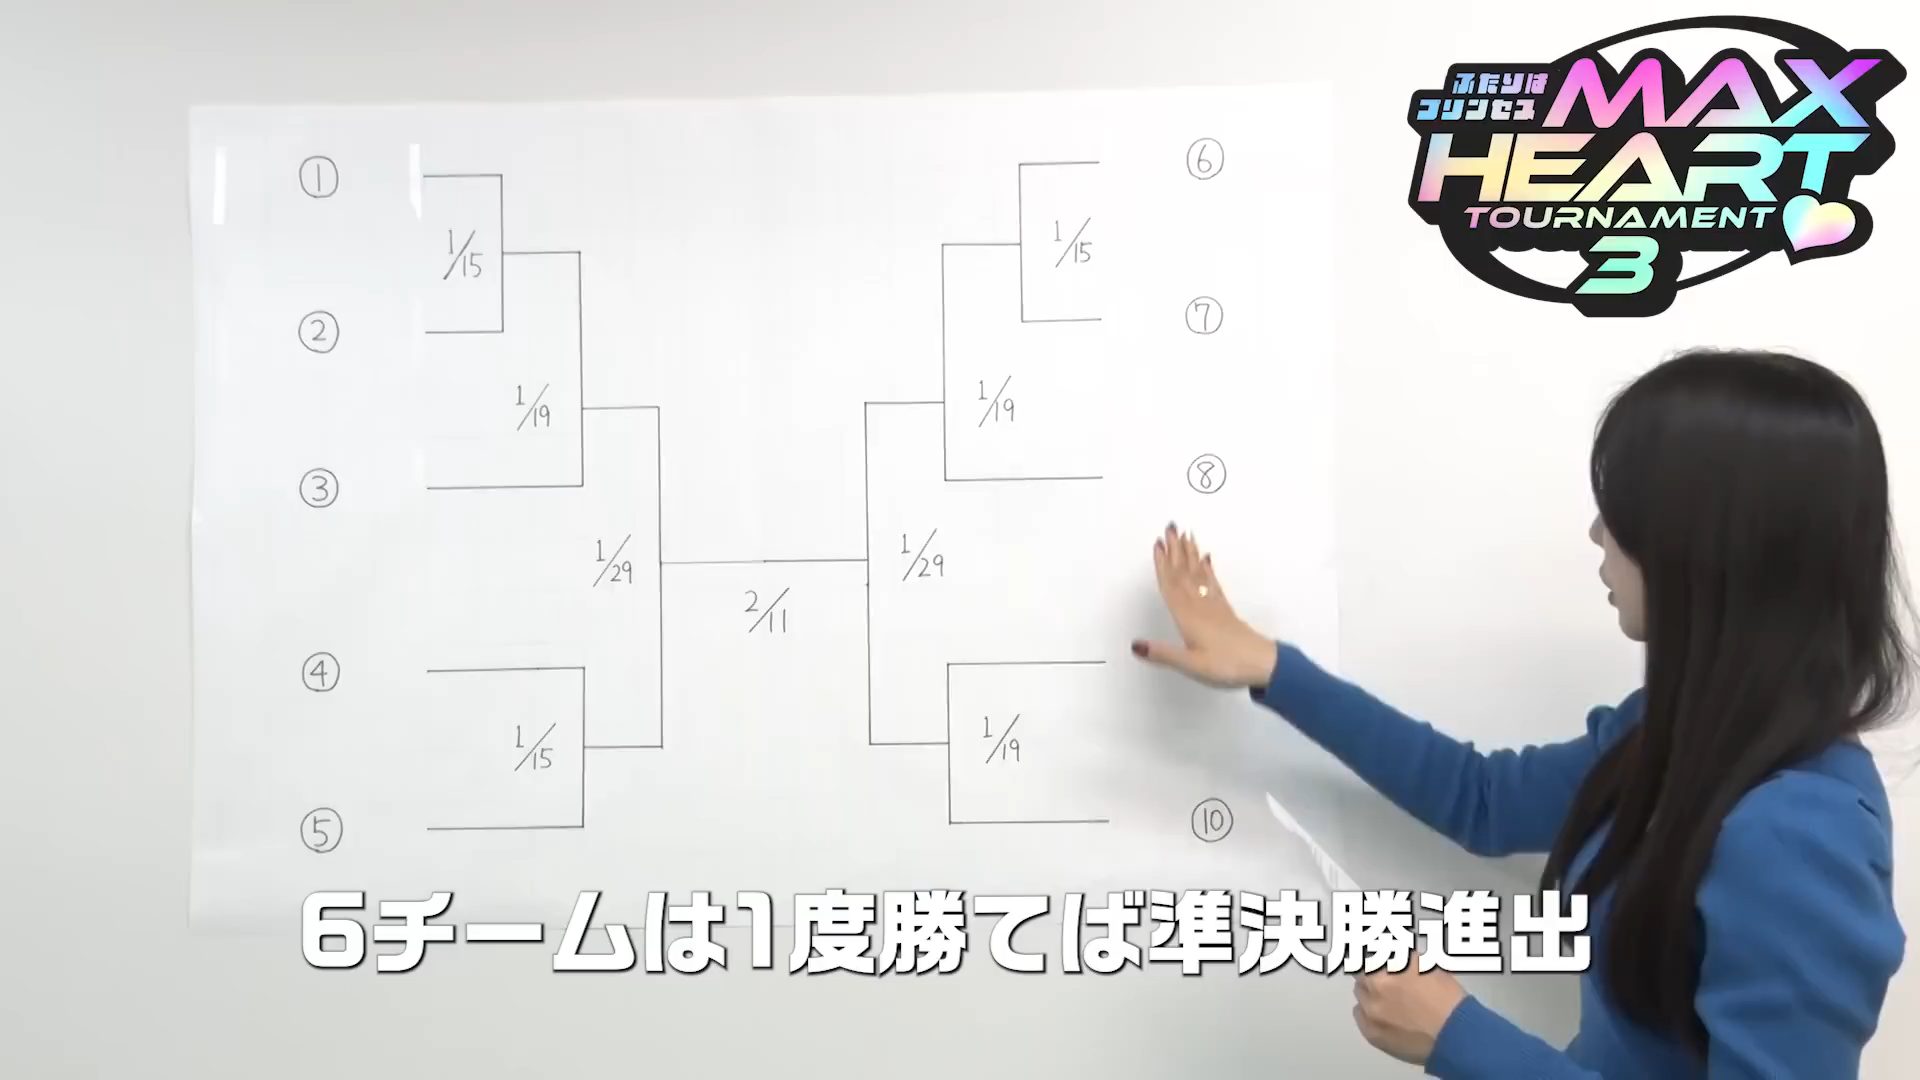 ふたりは
プリンセス
MAX
HEART
TOURNAMENT
3
① ⑥
1/15 1/15
② ⑦
1/19 1/19
③ ⑧
1/29 1/29
2/11
④
1/15 1/19
⑤ ⑩
6チームは1度勝てば準決勝進出